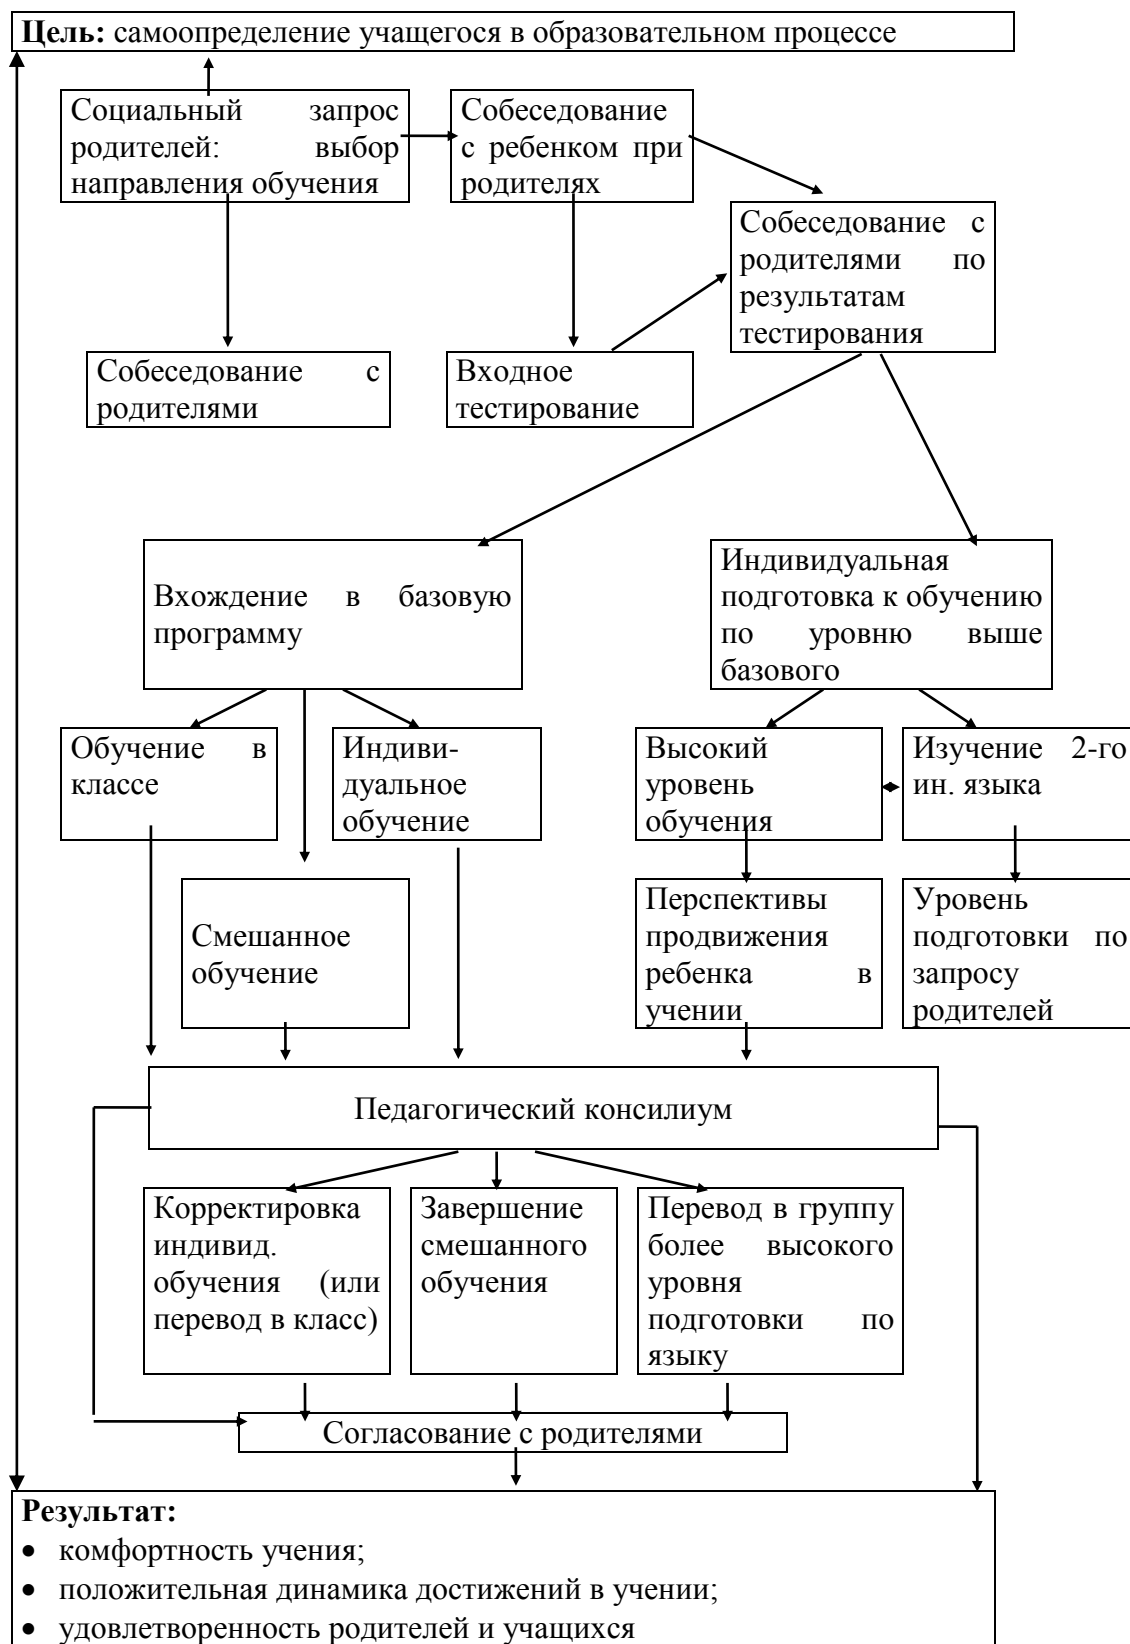 Цель: самоопределение учащегося в образовательном процессе
Социальный запрос
родителей: выбор
направления обучения
Собеседование
с ребенком при
родителях
Собеседование с
родителями по
результатам
тестирования
Собеседование с
родителями
Входное
тестирование
Вхождение в базовую
программу
Индивидуальная
подготовка к обучению
по уровню выше
базового
Обучение в
классе
Индиви-
дуальное
обучение
Высокий
уровень
обучения
Изучение 2-го
ин. языка
Смешанное
обучение
Перспективы
продвижения
ребенка в
учении
Уровень
подготовки по
запросу
родителей
Педагогический консилиум
Корректировка
индивид.
обучения (или
перевод в класс)
Завершение
смешанного
обучения
Перевод в группу
более высокого
уровня
подготовки по
языку
Согласование с родителями
Результат:
• комфортность учения;
• положительная динамика достижений в учении;
• удовлетворенность родителей и учащихся